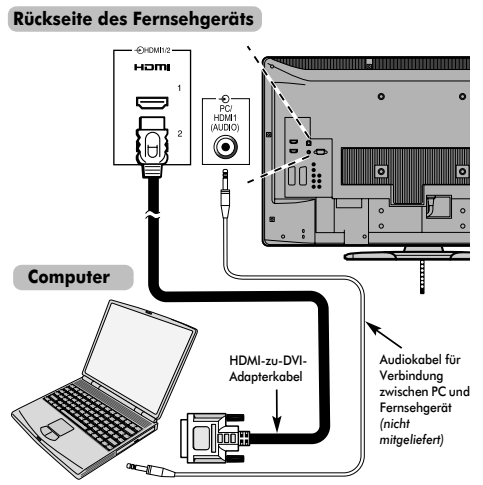 Rückseite des Fernsehgeräts
HDMI1/2
HDMI
1
2
PC/
HDMI1
(AUDIO)
Computer
HDMI-zu-DVI-
Adapterkabel
Audiokabel für
Verbindung
zwischen PC und
Fernsehgerät
(nicht
mitgeliefert)